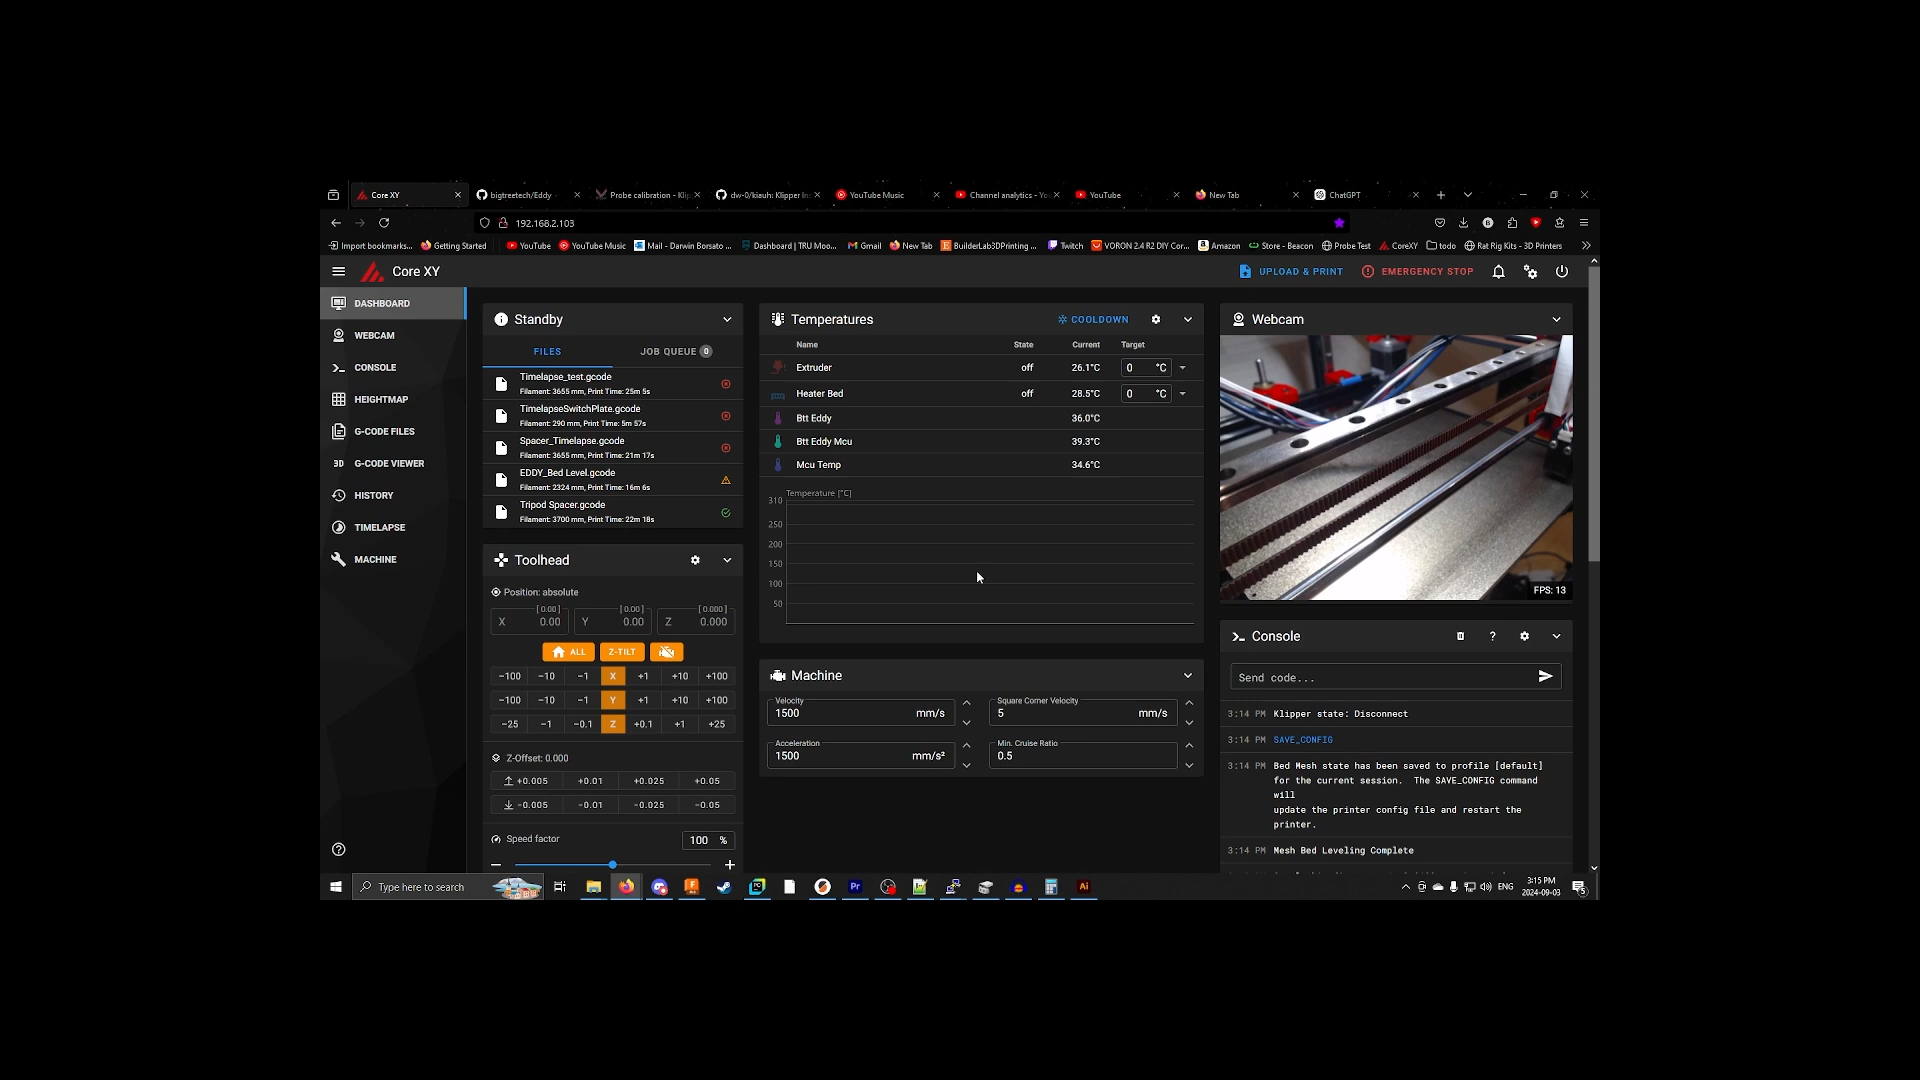 Core XY
bigtreetech/Eddy
Probe calibration - Klip
dw-0/kiauh: Klipper Ins
YouTube Music
Channel analytics - Yo
YouTube
New Tab
ChatGPT
192.168.2.103
Import bookmarks...
Getting Started
YouTube
YouTube Music
Mail - Darwin Borsato ...
Dashboard | TRU Moo...
Gmail
New Tab
BuilderLab3DPrinting ...
Twitch
VORON 2.4 R2 DIY Cor...
Amazon
Store - Beacon
Probe Test
CoreXY
todo
Rat Rig Kits - 3D Printers
Core XY
UPLOAD & PRINT
EMERGENCY STOP
DASHBOARD
WEBCAM
CONSOLE
HEIGHTMAP
G-CODE FILES
3D G-CODE VIEWER
HISTORY
TIMELAPSE
MACHINE
Standby
FILES
JOB QUEUE 0
Timelapse_test.gcode
Filament: 3655 mm, Print Time: 25m 5s
TimelapseSwitchPlate.gcode
Filament: 290 mm, Print Time: 5m 57s
Spacer_Timelapse.gcode
Filament: 3655 mm, Print Time: 21m 17s
EDDY_Bed Level.gcode
Filament: 2324 mm, Print Time: 16m 6s
Tripod Spacer.gcode
Filament: 3700 mm, Print Time: 22m 18s
Toolhead
Position: absolute
[ 0.00 ] [ 0.00 ] [ 0.000 ]
X 0.00 Y 0.00 Z 0.000
ALL Z-TILT
-100 -10 -1 X +1 +10 +100
-100 -10 -1 Y +1 +10 +100
-25 -1 -0.1 Z +0.1 +1 +25
Z-Offset: 0.000
+0.005 +0.01 +0.025 +0.05
-0.005 -0.01 -0.025 -0.05
Speed factor 100 %
Temperatures
COOLDOWN
Name State Current Target
Extruder off 26.1°C 0 °C
Heater Bed off 28.5°C 0 °C
Btt Eddy 36.0°C
Btt Eddy Mcu 39.3°C
Mcu Temp 34.6°C
Temperature [°C]
310
250
200
150
100
50
Machine
Velocity
1500 mm/s
Square Corner Velocity
5 mm/s
Acceleration
1500 mm/s²
Min. Cruise Ratio
0.5
Webcam
FPS: 13
Console
Send code...
3:14 PM Klipper state: Disconnect
3:14 PM SAVE_CONFIG
3:14 PM Bed Mesh state has been saved to profile [default]
for the current session. The SAVE_CONFIG command
will
update the printer config file and restart the
printer.
3:14 PM Mesh Bed Leveling Complete
Type here to search
Pr
Ai
ENG
3:15 PM
2024-09-03
5